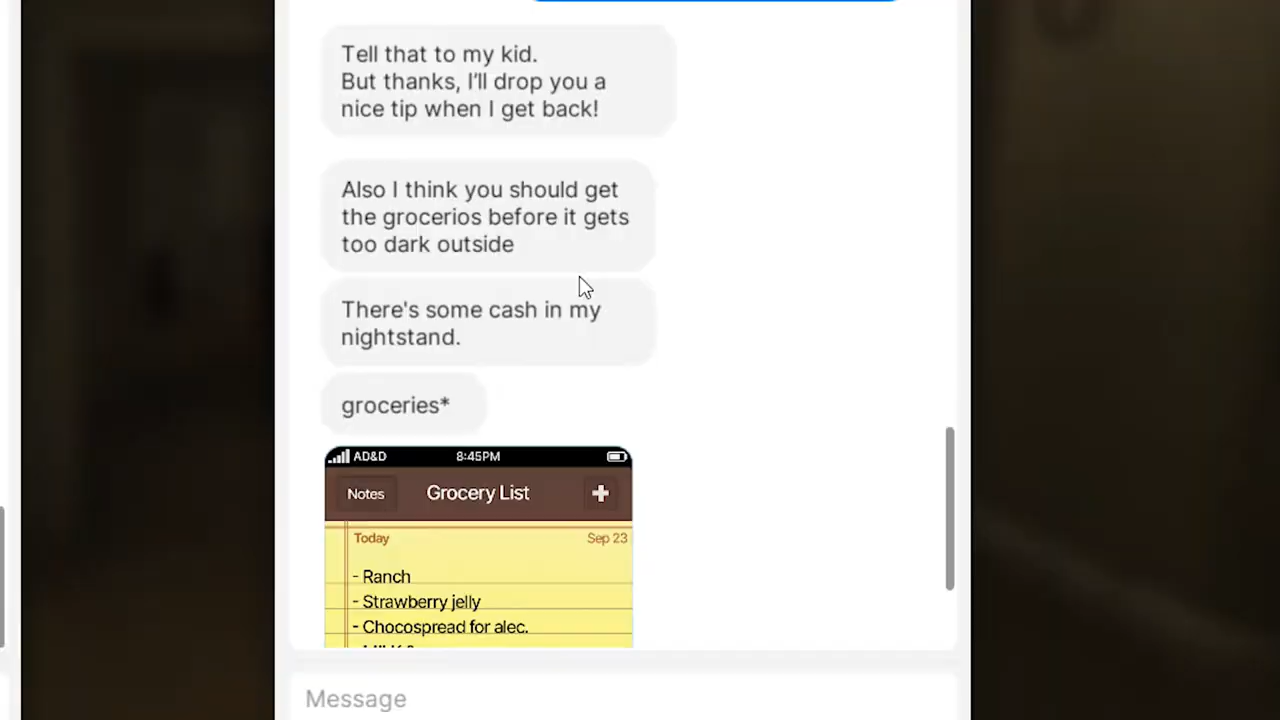 Tell that to my kid.
But thanks, I'll drop you a
nice tip when I get back!
Also I think you should get
the grocerios before it gets
too dark outside
There's some cash in my
nightstand.
groceries*
AD&D 8:45PM
Notes Grocery List +
Today Sep 23
- Ranch
- Strawberry jelly
- Chocospread for alec.
Message